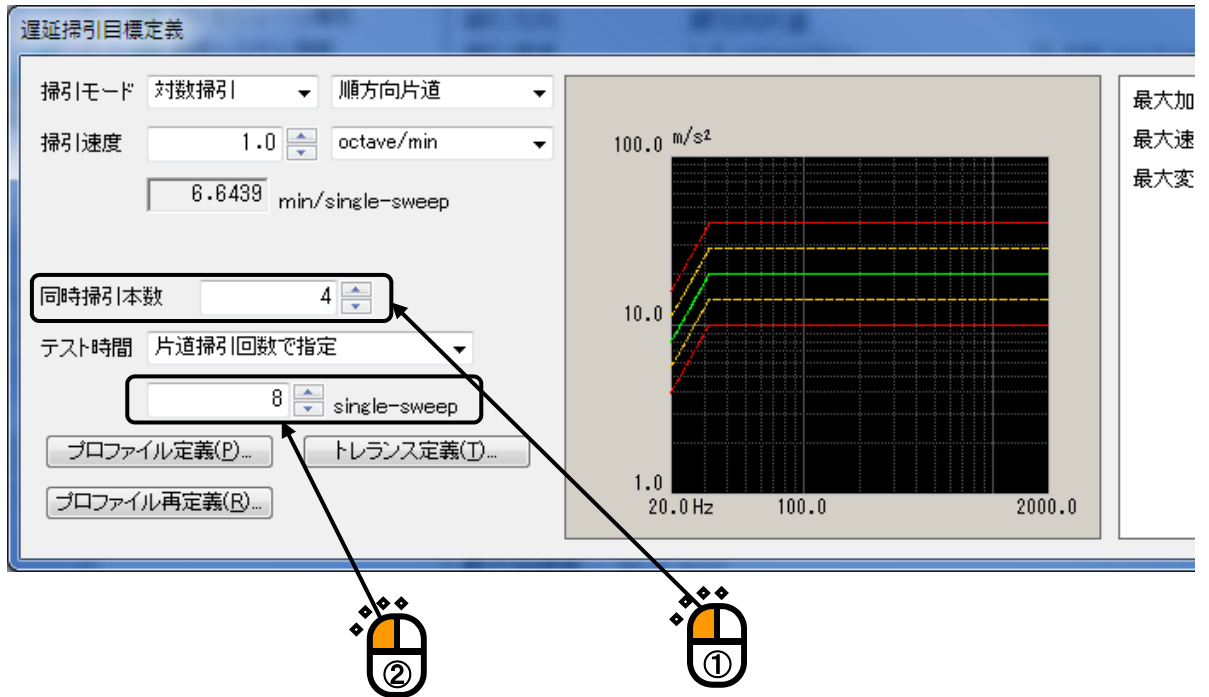 遅延掃引目標定義
掃引モード 対数掃引 順方向片道
掃引速度 1.0 octave/min
6.6439 min/single-sweep
同時掃引本数 4
テスト時間 片道掃引回数で指定
8 single-sweep
プロファイル定義(P)... トレランス定義(T)...
プロファイル再定義(R)...
100.0 m/s²
10.0
1.0
20.0 Hz 100.0 2000.0
最大加
最大速
最大変
② ①